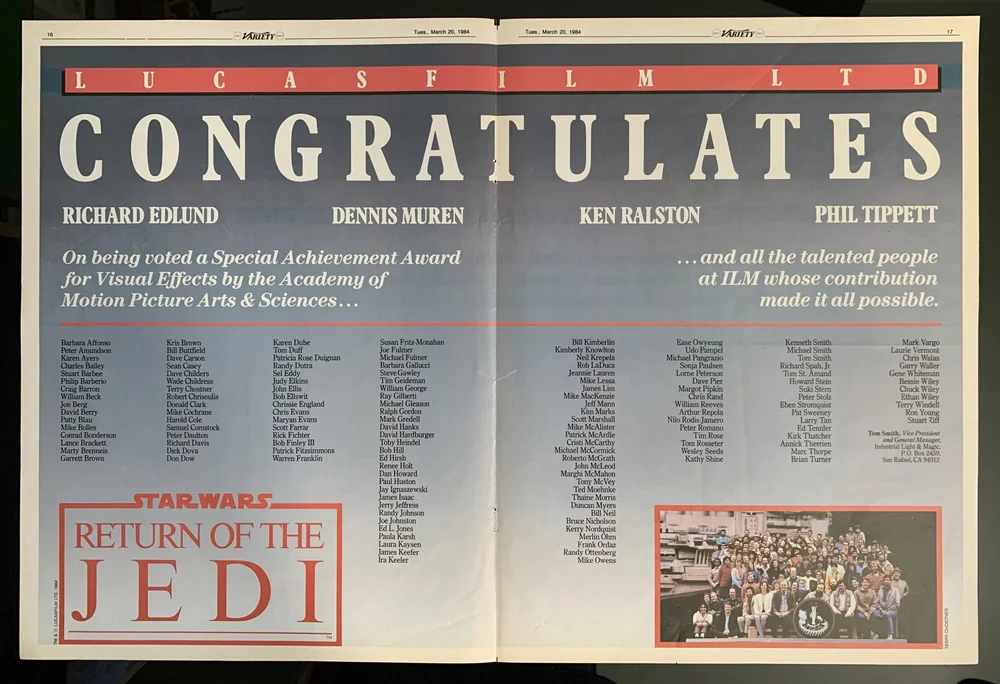 16
VARIETY
Tues., March 20, 1984
Tues., March 20, 1984
VARIETY
17
LUCASFILM LTD
CONGRATULATES
RICHARD EDLUND
DENNIS MUREN
KEN RALSTON
PHIL TIPPETT
On being voted a Special Achievement Award
for Visual Effects by the Academy of
Motion Picture Arts & Sciences...
...and all the talented people
at ILM whose contribution
made it all possible.
Barbara Affonso
Peter Amundson
Karen Ayers
Charles Bailey
Stuart Barbee
Philip Barberio
Craig Barron
William Beck
Jon Berg
David Berry
Patty Blau
Mike Bolles
Conrad Bonderson
Lance Brackett
Marty Brenneis
Garrett Brown
Kris Brown
Bill Buttfield
Dave Carson
Sean Casey
Dave Childers
Wade Childress
Terry Chostner
Robert Chrisoulis
Donald Clark
Mike Cochrane
Harold Cole
Samuel Comstock
Peter Daulton
Richard Davis
Dick Dova
Don Dow
Karen Dube
Tom Duff
Patricia Rose Duignan
Randy Dutra
Sel Eddy
Judy Elkins
John Ellis
Bob Elswit
Chrissie England
Chris Evans
Maryan Evans
Scott Farrar
Rick Fichter
Bob Finley III
Patrick Fitzsimmons
Warren Franklin
Susan Fritz-Monahan
Joe Fulmer
Michael Fulmer
Barbara Gallucci
Steve Gawley
Tim Geideman
William George
Ray Gilberti
Michael Gleason
Ralph Gordon
Mark Gredell
David Hanks
David Hardburger
Toby Heindel
Bob Hill
Ed Hirsh
Renee Holt
Dan Howard
Paul Huston
Jay Ignaszewski
James Isaac
Jerry Jeffress
Randy Johnson
Joe Johnston
Ed L. Jones
Paula Karsh
Laura Kaysen
James Keefer
Ira Keeler
Bill Kimberlin
Kimberly Knowlton
Neil Krepela
Rob LaDuca
Jeannie Lauren
Mike Lessa
James Lim
Mike MacKenzie
Jeff Mann
Kim Marks
Scott Marshall
Mike McAlister
Patrick McArdle
Cristi McCarthy
Michael McCormick
Roberto McGrath
John McLeod
Marghi McMahon
Tony McVey
Ted Moehnke
Thaine Morris
Duncan Myers
Bill Neil
Bruce Nicholson
Kerry Nordquist
Merlin Ohm
Frank Ordaz
Randy Ottenberg
Mike Owens
Ease Owyeung
Udo Pampel
Michael Pangrazio
Sonja Paulsen
Lorne Peterson
Dave Pier
Margot Pipkin
Chris Rand
William Reeves
Arthur Repola
Nilo Rodis-Jamero
Peter Romano
Tim Rose
Tom Rosseter
Wesley Seeds
Kathy Shine
Kenneth Smith
Michael Smith
Tom Smith
Richard Spah, Jr.
Tom St. Amand
Howard Stein
Suki Stern
Peter Stolz
Eben Stromquist
Pat Sweeney
Larry Tan
Ed Tennler
Kirk Thatcher
Annick Therrien
Marc Thorpe
Brian Turner
Mark Vargo
Laurie Vermont
Chris Walas
Garry Waller
Gene Whiteman
Bessie Wiley
Chuck Wiley
Ethan Wiley
Terry Windell
Ron Young
Stuart Ziff
Tom Smith, Vice-President
and General Manager,
Industrial Light & Magic,
P.O. Box 2459,
San Rafael, CA 94912
STAR WARS
RETURN OF THE
JEDI
TM
TM & © LUCASFILM LTD. 1984
TERRY CHOSTNER